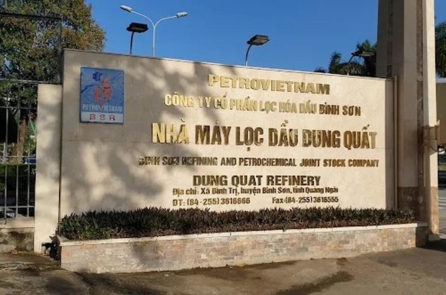 PETROVIETNAM
BSR
PETROVIETNAM
CÔNG TY CỔ PHẦN LỌC HÓA DẦU BÌNH SƠN
NHÀ MÁY LỌC DẦU DUNG QUẤT
BINH SON REFINING AND PETROCHEMICAL JOINT STOCK COMPANY
DUNG QUAT REFINERY
Địa chỉ: Xã Bình Trị, huyện Bình Sơn, tỉnh Quảng Ngãi
ĐT: (84-255)3616666 Fax:(84-255)3616555